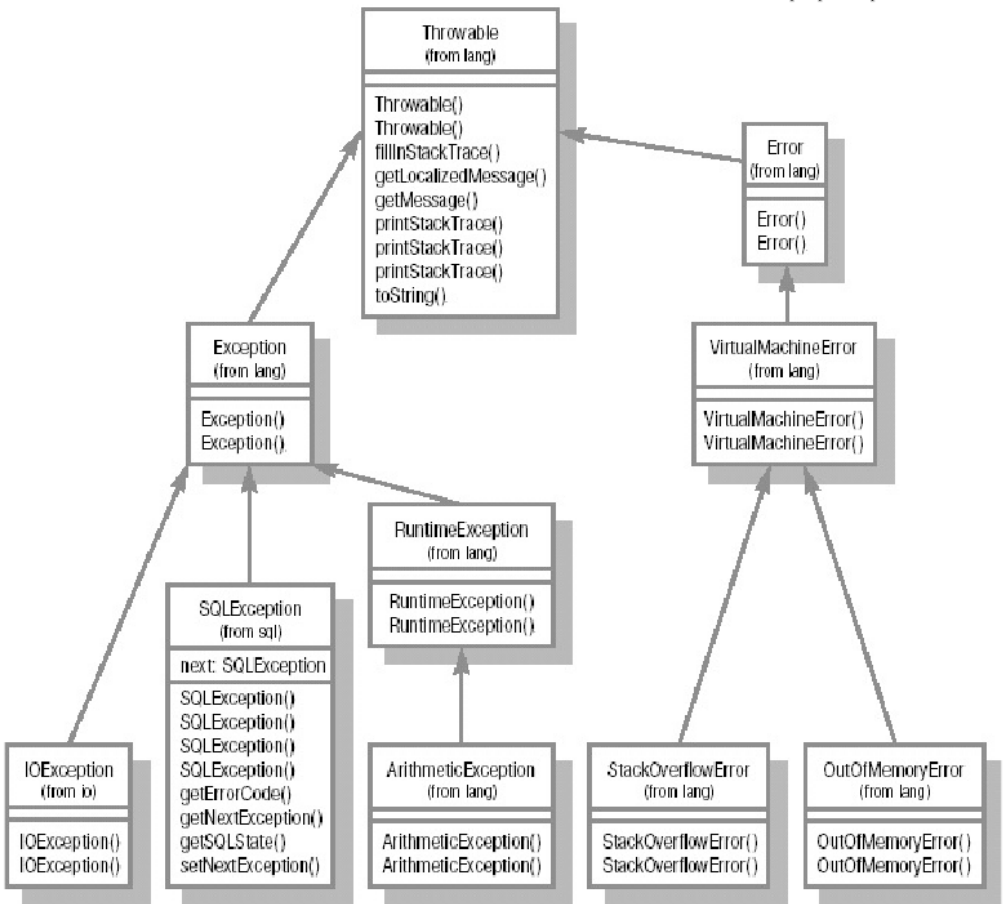 Throwable
(from lang)
Throwable()
Throwable()
fillInStackTrace()
getLocalizedMessage()
getMessage()
printStackTrace()
printStackTrace()
printStackTrace()
toString()
Error
(from lang)
Error()
Error()
Exception
(from lang)
Exception()
Exception()
VirtualMachineError
(from lang)
VirtualMachineError()
VirtualMachineError()
RuntimeException
(from lang)
RuntimeException()
RuntimeException()
SQLException
(from sql)
next: SQLException
SQLException()
SQLException()
SQLException()
SQLException()
getErrorCode()
getNextException()
getSQLState()
setNextException()
IOException
(from io)
IOException()
IOException()
ArithmeticException
(from lang)
ArithmeticException()
ArithmeticException()
StackOverflowError
(from lang)
StackOverflowError()
StackOverflowError()
OutOfMemoryError
(from lang)
OutOfMemoryError()
OutOfMemoryError()